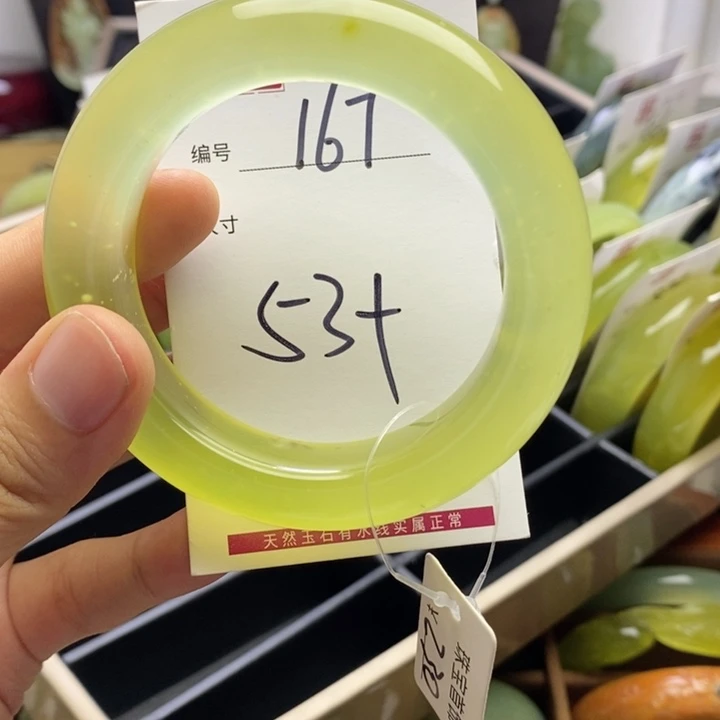 编号 167
寸
53+
天然玉石有水线实属正常